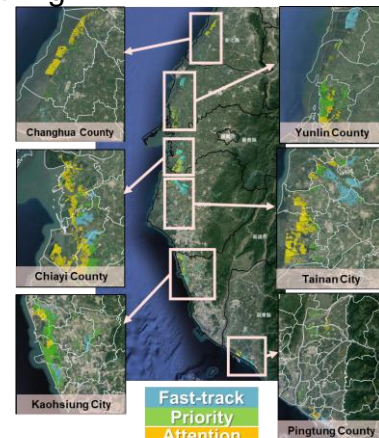 Changhua County
Yunlin County
Chiayi County
Tainan City
Kaohsiung City
Pingtung County
Fast-track
Priority
Attention